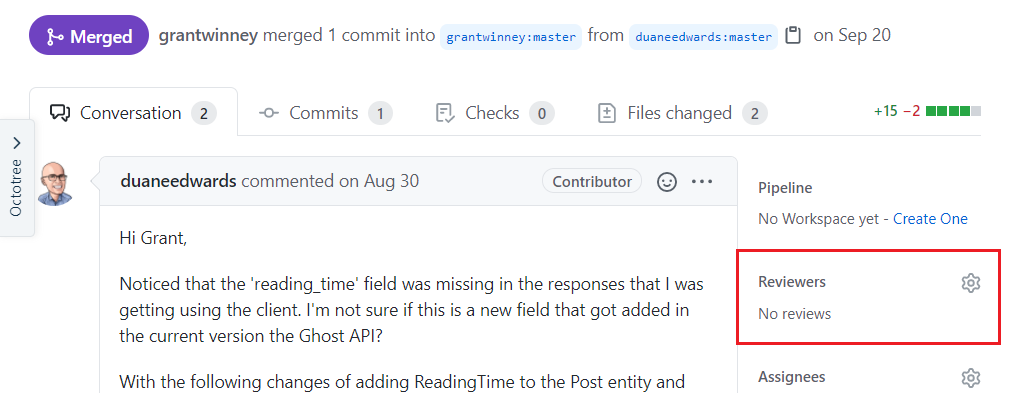 Merged grantwinney merged 1 commit into grantwinney:master from duaneedwards:master on Sep 20
Conversation 2 Commits 1 Checks 0 Files changed 2 +15 −2
Octotree
duaneedwards commented on Aug 30 Contributor
Hi Grant,
Noticed that the 'reading_time' field was missing in the responses that I was
getting using the client. I'm not sure if this is a new field that got added in
the current version the Ghost API?
With the following changes of adding ReadingTime to the Post entity and
Pipeline
No Workspace yet - Create One
Reviewers
No reviews
Assignees